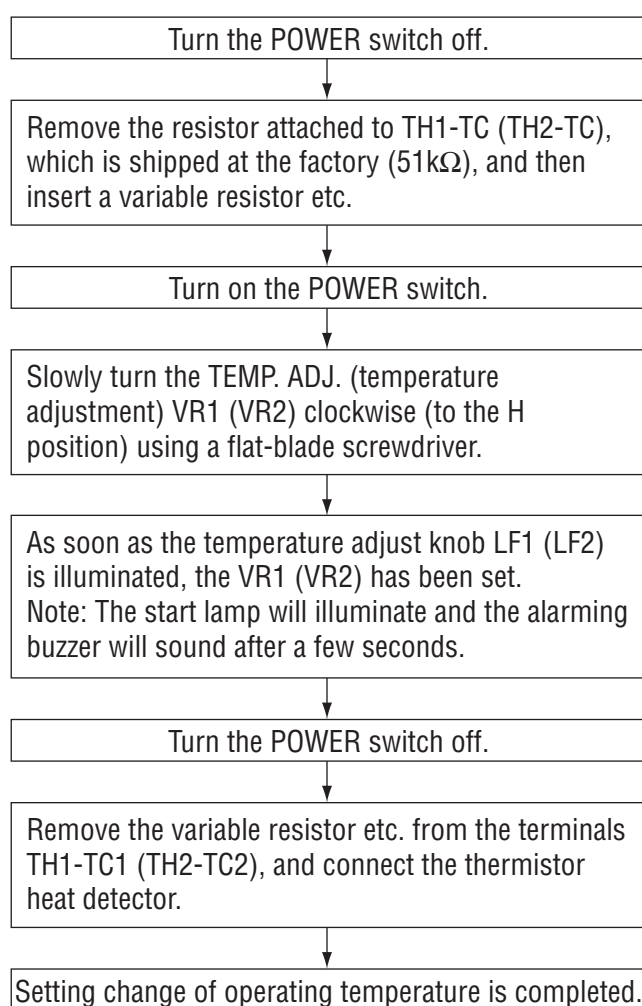 Turn the POWER switch off.
Remove the resistor attached to TH1-TC (TH2-TC),
which is shipped at the factory (51kΩ), and then
insert a variable resistor etc.
Turn on the POWER switch.
Slowly turn the TEMP. ADJ. (temperature
adjustment) VR1 (VR2) clockwise (to the H
position) using a flat-blade screwdriver.
As soon as the temperature adjust knob LF1 (LF2)
is illuminated, the VR1 (VR2) has been set.
Note: The start lamp will illuminate and the alarming
buzzer will sound after a few seconds.
Turn the POWER switch off.
Remove the variable resistor etc. from the terminals
TH1-TC1 (TH2-TC2), and connect the thermistor
heat detector.
Setting change of operating temperature is completed.